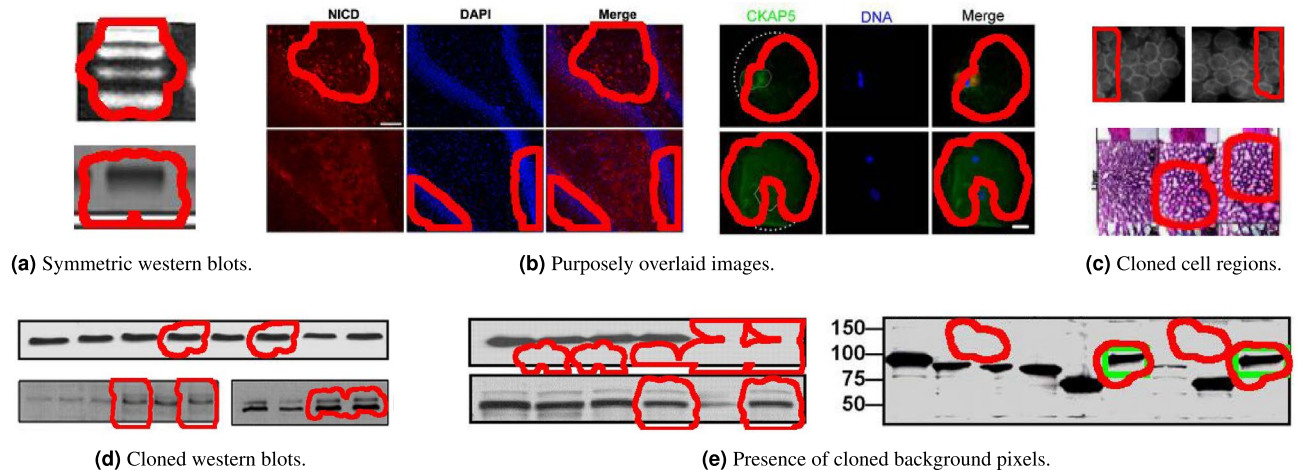 NICD DAPI Merge
CKAP5 DNA Merge
Liver
(a) Symmetric western blots.
(b) Purposely overlaid images.
(c) Cloned cell regions.
150
100
75
50
(d) Cloned western blots.
(e) Presence of cloned background pixels.